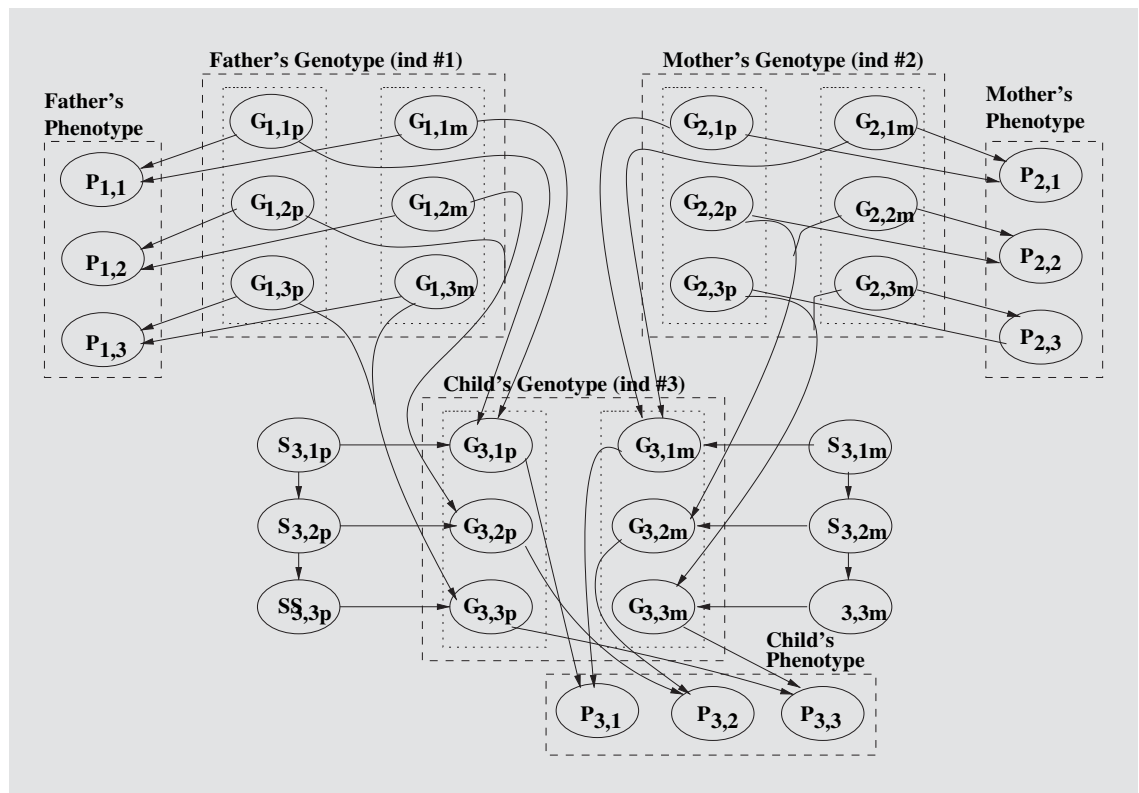 Father's Genotype (ind #1)
Mother's Genotype (ind #2)
Father's
Phenotype
Mother's
Phenotype
G1,1p
G1,1m
G2,1p
G2,1m
P1,1
P2,1
G1,2p
G1,2m
G2,2p
G2,2m
P1,2
P2,2
G1,3p
G1,3m
G2,3p
G2,3m
P1,3
P2,3
Child's Genotype (ind #3)
S3,1p
G3,1p
G3,1m
S3,1m
S3,2p
G3,2p
G3,2m
S3,2m
SS3,3p
G3,3p
G3,3m
3,3m
Child's
Phenotype
P3,1
P3,2
P3,3